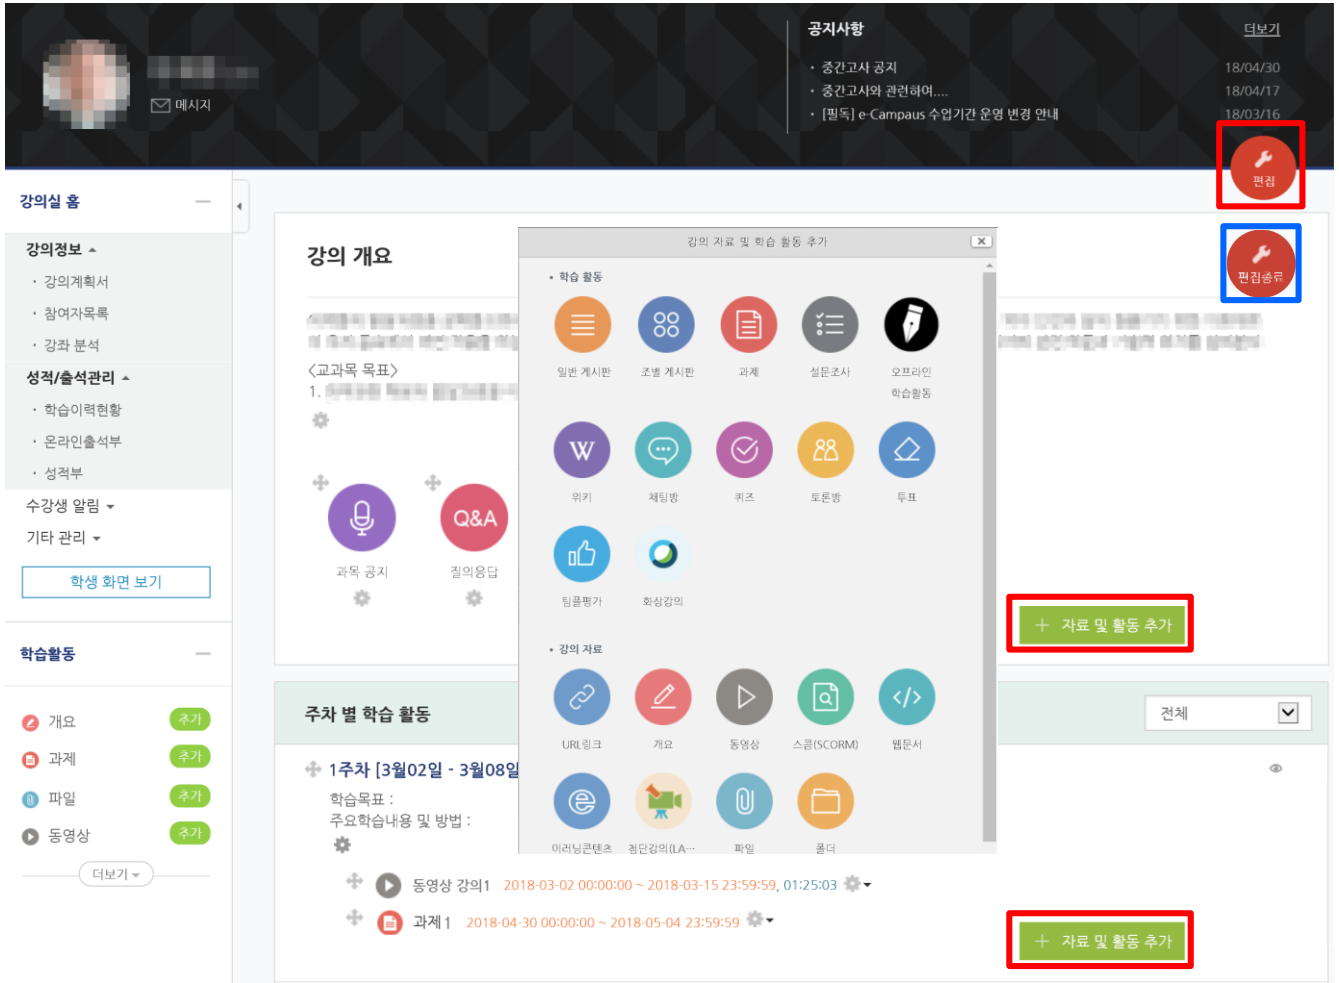 공지사항
더보기
· 중간고사 공지 18/04/30
· 중간고사와 관련하여.... 18/04/17
· [필독] e-Campaus 수업기간 운영 변경 안내 18/03/16
메시지
편집
편집종료
강의실 홈
강의정보
· 강의계획서
· 참여자목록
· 강좌 분석
성적/출석관리
· 학습이력현황
· 온라인출석부
· 성적부
수강생 알림
기타 관리
학생 화면 보기
학습활동
개요 추가
과제 추가
파일 추가
동영상 추가
더보기
강의 개요
<교과목 목표>
1.
Q&A
과목 공지
질의응답
+ 자료 및 활동 추가
강의 자료 및 학습 활동 추가
• 학습 활동
일반 게시판
조별 게시판
과제
설문조사
오프라인
학습활동
W
위키
채팅방
퀴즈
토론방
투표
팀플평가
화상강의
• 강의 자료
URL링크
개요
동영상
스콤(SCORM)
웹문서
이러닝콘텐츠
첨단강의(LA…
파일
폴더
주차 별 학습 활동
전체
1주차 [3월02일 - 3월08일
학습목표 :
주요학습내용 및 방법 :
동영상 강의1 2018-03-02 00:00:00 ~ 2018-03-15 23:59:59, 01:25:03
과제 1 2018-04-30 00:00:00 ~ 2018-05-04 23:59:59
+ 자료 및 활동 추가